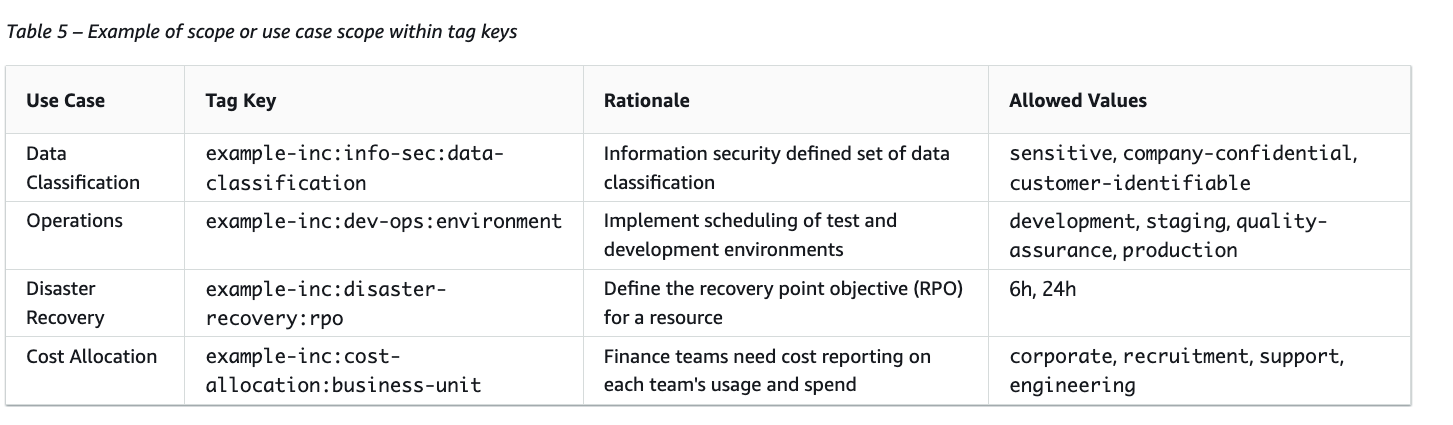 Table 5 – Example of scope or use case scope within tag keys
Use Case Tag Key Rationale Allowed Values
Data example-inc:info-sec:data- Information security defined set of data sensitive, company-confidential,
Classification classification classification customer-identifiable
Operations example-inc:dev-ops:environment Implement scheduling of test and development, staging, quality-
development environments assurance, production
Disaster example-inc:disaster- Define the recovery point objective (RPO) 6h, 24h
Recovery recovery:rpo for a resource
Cost Allocation example-inc:cost- Finance teams need cost reporting on corporate, recruitment, support,
allocation:business-unit each team's usage and spend engineering